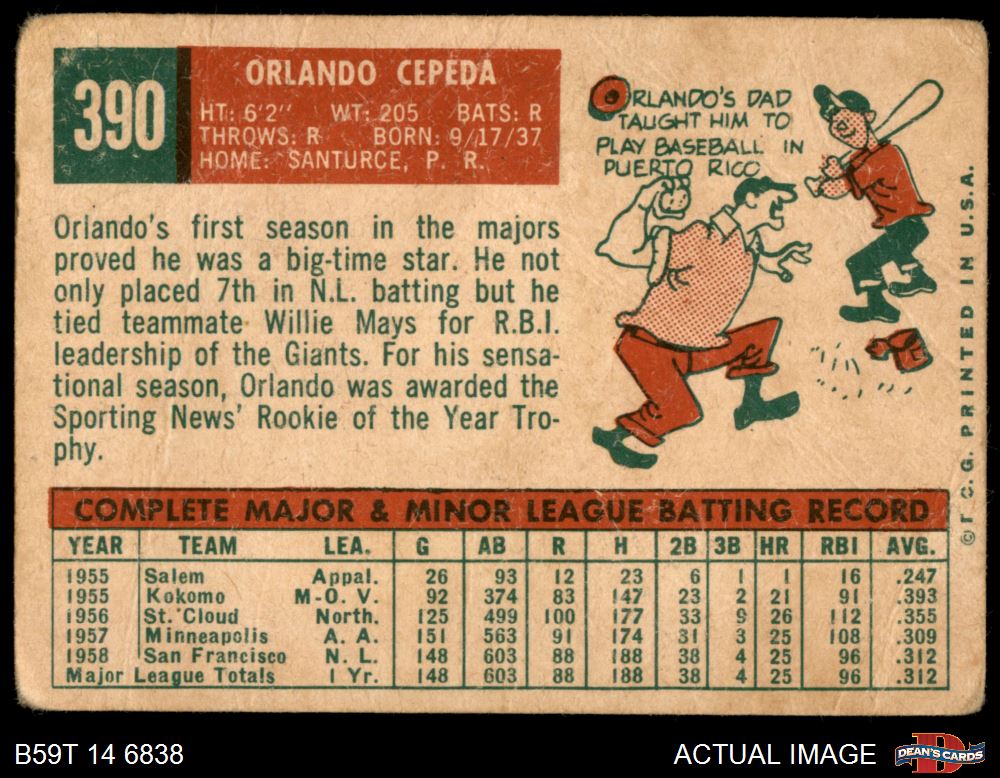 390
ORLANDO CEPEDA
HT: 6'2" WT: 205 BATS: R
THROWS: R BORN: 9/17/37
HOME: SANTURCE, P. R.
ORLANDO'S DAD
TAUGHT HIM TO
PLAY BASEBALL IN
PUERTO RICO
Orlando's first season in the majors
proved he was a big-time star. He not
only placed 7th in N.L. batting but he
tied teammate Willie Mays for R.B.I.
leadership of the Giants. For his sensa-
tional season, Orlando was awarded the
Sporting News' Rookie of the Year Tro-
phy.
©T.C.G. PRINTED IN U.S.A.
COMPLETE MAJOR & MINOR LEAGUE BATTING RECORD
YEAR TEAM LEA. G AB R H 2B 3B HR RBI AVG.
1955 Salem Appal. 26 93 12 23 6 1 1 16 .247
1955 Kokomo M-O. V. 92 374 83 147 23 2 21 91 .393
1956 St. Cloud North. 125 499 100 177 33 9 26 112 .355
1957 Minneapolis A. A. 151 563 91 174 31 3 25 108 .309
1958 San Francisco N. L. 148 603 88 188 38 4 25 96 .312
Major League Totals 1 Yr. 148 603 88 188 38 4 25 96 .312
B59T 14 6838
ACTUAL IMAGE
DEAN'S CARDS